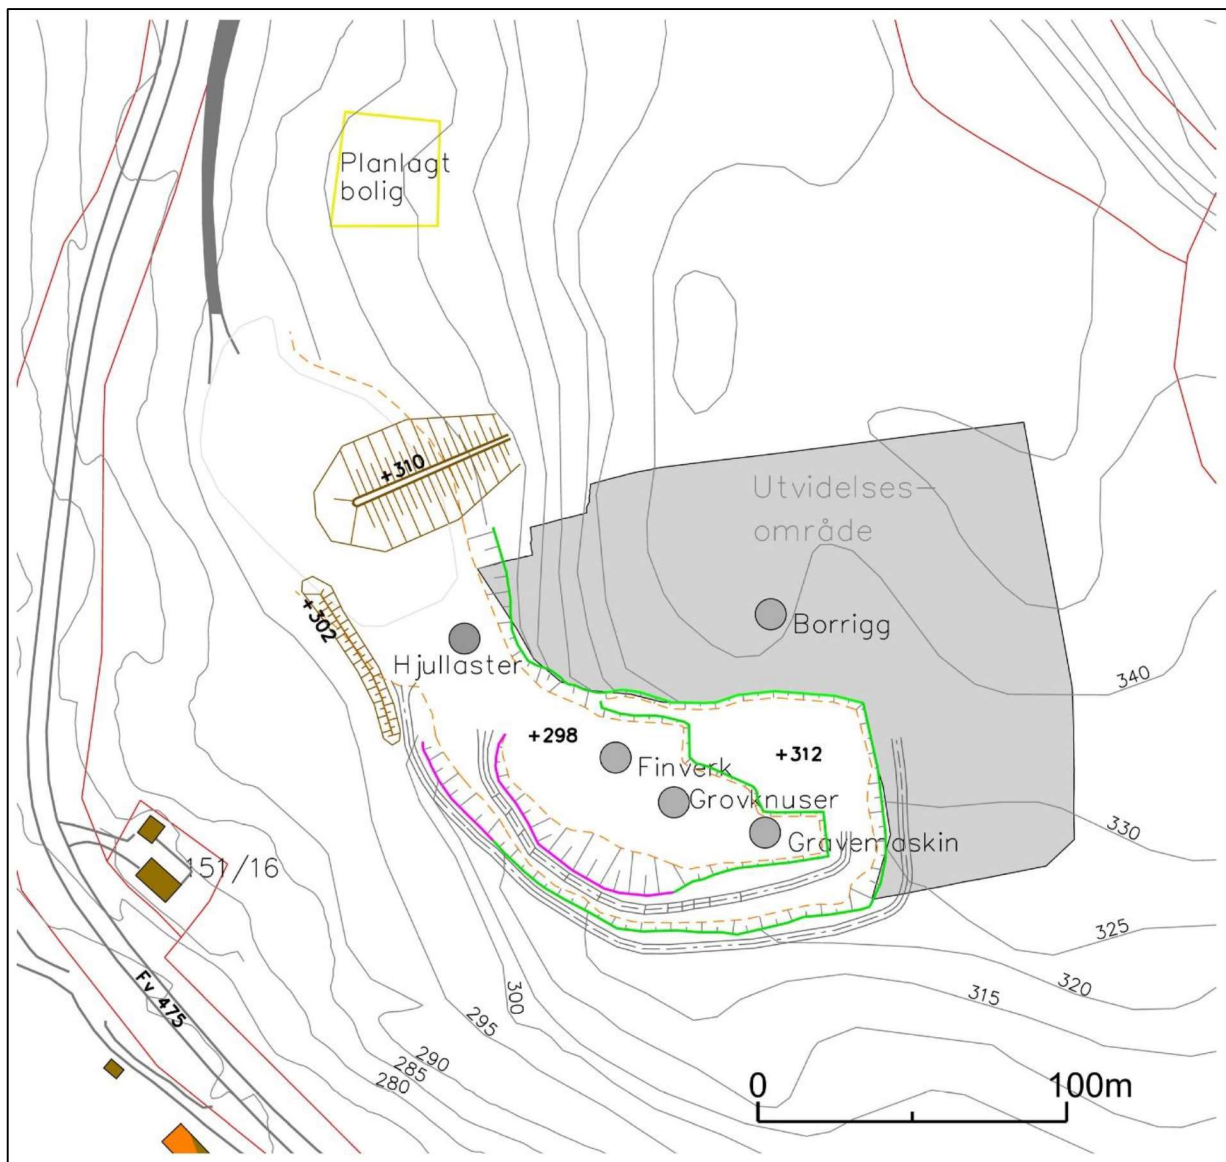 Planlagt
bolig
+310
Utvidelses-
område
+302
Borrigg
Hjullaster
340
+298
+312
Finverk
Grovknuser
330
Gravemaskin
151/16
325
Fv 475
300
320
315
295
290
285
280
0 100m